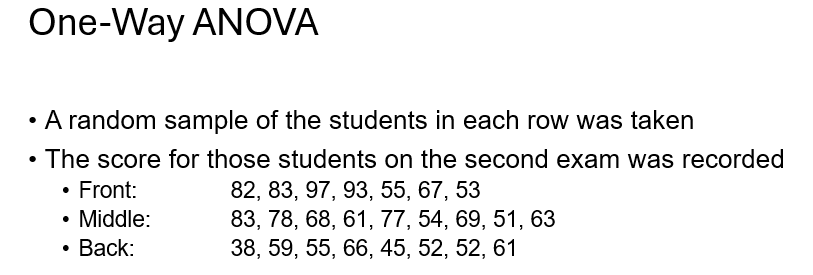 One-Way ANOVA
• A random sample of the students in each row was taken
• The score for those students on the second exam was recorded
• Front: 82, 83, 97, 93, 55, 67, 53
• Middle: 83, 78, 68, 61, 77, 54, 69, 51, 63
• Back: 38, 59, 55, 66, 45, 52, 52, 61